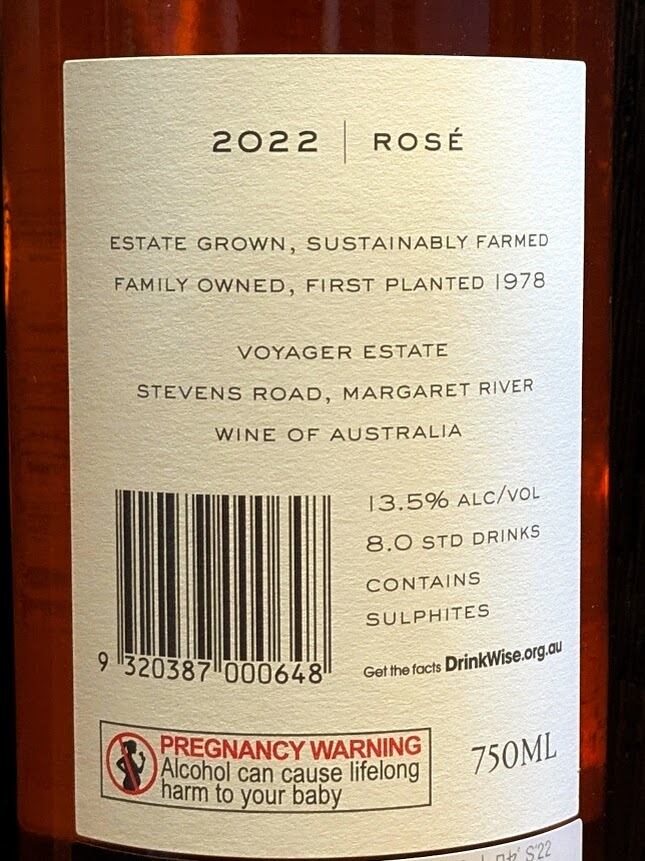 2022 | ROSÉ
ESTATE GROWN, SUSTAINABLY FARMED
FAMILY OWNED, FIRST PLANTED 1978
VOYAGER ESTATE
STEVENS ROAD, MARGARET RIVER
WINE OF AUSTRALIA
13.5% ALC/VOL
8.0 STD DRINKS
CONTAINS
SULPHITES
Get the facts DrinkWise.org.au
9 320387 000648
PREGNANCY WARNING
Alcohol can cause lifelong
harm to your baby
750ML
S'22